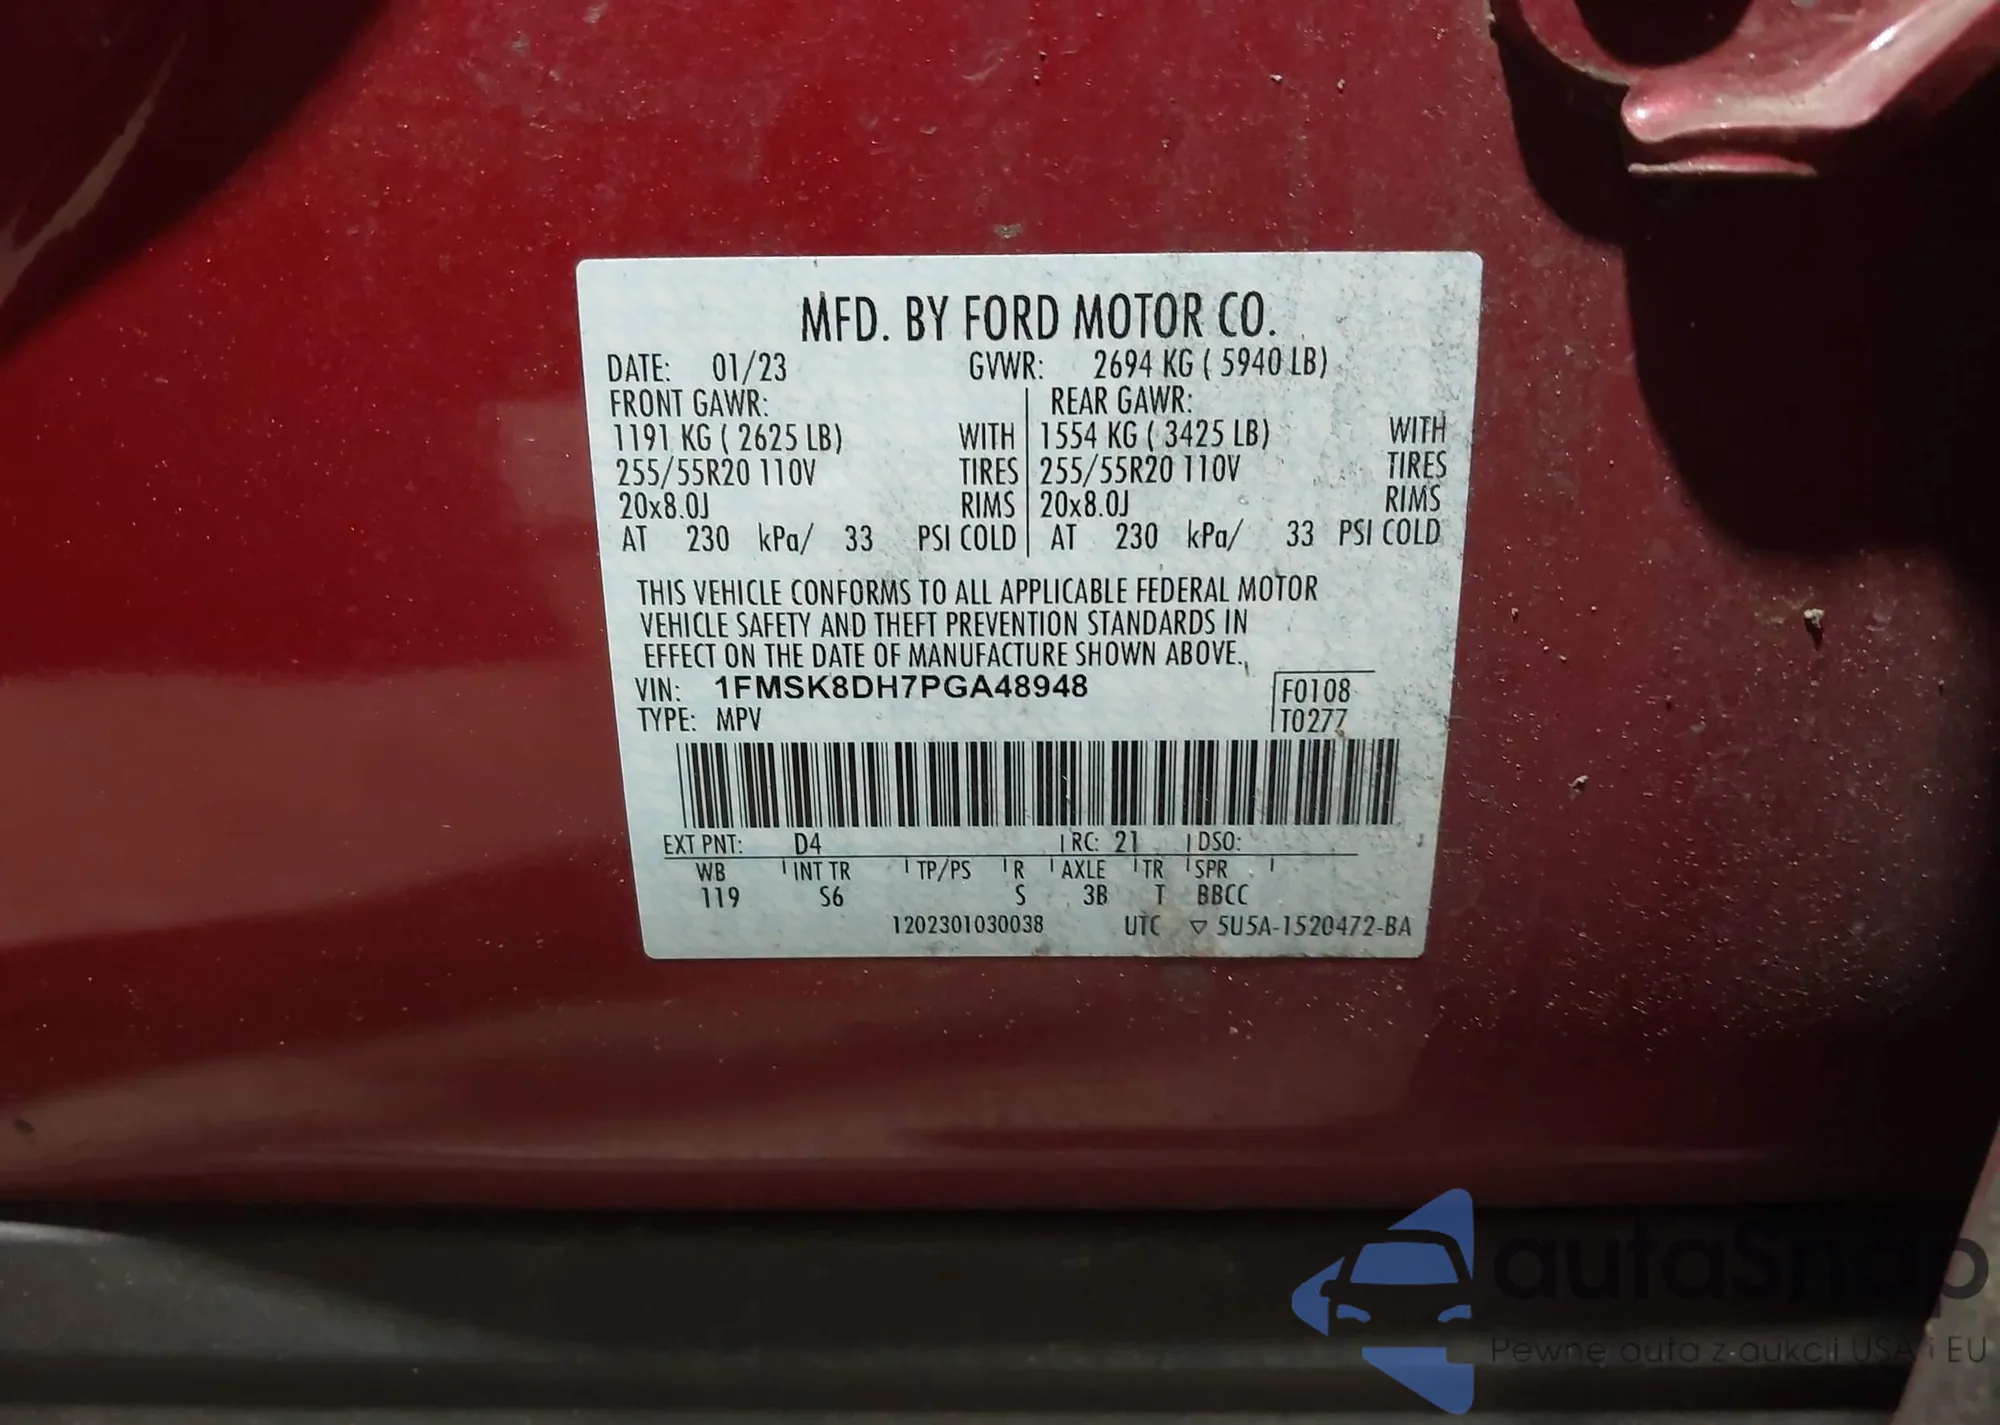 MFD. BY FORD MOTOR CO.
DATE: 01/23 GVWR: 2694 KG ( 5940 LB)
FRONT GAWR: REAR GAWR:
1191 KG ( 2625 LB) WITH 1554 KG ( 3425 LB) WITH
255/55R20 110V TIRES 255/55R20 110V TIRES
20x8.0J RIMS 20x8.0J RIMS
AT 230 kPa/ 33 PSI COLD AT 230 kPa/ 33 PSI COLD
THIS VEHICLE CONFORMS TO ALL APPLICABLE FEDERAL MOTOR
VEHICLE SAFETY AND THEFT PREVENTION STANDARDS IN
EFFECT ON THE DATE OF MANUFACTURE SHOWN ABOVE.
VIN: 1FMSK8DH7PGA48948 F0108
TYPE: MPV T0277
EXT PNT: D4 RC: 21 DSO:
WB INT TR TP/PS R AXLE TR SPR
119 S6 S 3B T BBCC
1202301030038 UTC ▽ 5U5A-1520472-BA
autaSnap
Pewne auta z aukcji USA i EU